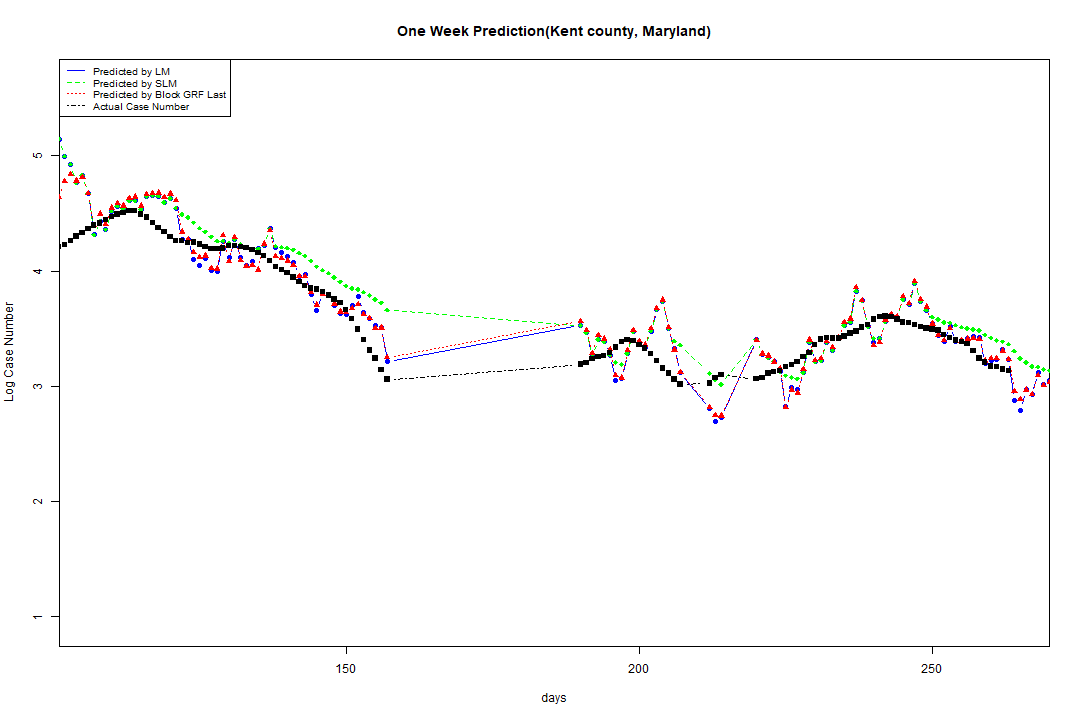 One Week Prediction(Kent county, Maryland)
Predicted by LM
Predicted by SLM
Predicted by Block GRF Last
Actual Case Number
5
4
3
2
1
Log Case Number
150
200
250
days